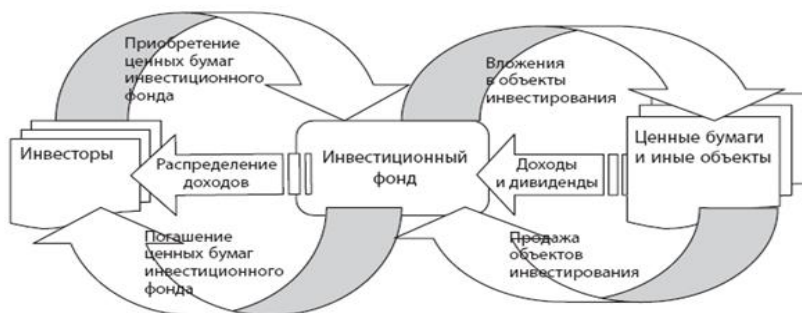 Приобретение
ценных бумаг
инвестиционного
фонда
Вложения
в объекты
инвестирования
Инвесторы
Распределение
доходов
Инвестиционный
фонд
Доходы
и дивиденды
Ценные бумаги
и иные объекты
Погашение
ценных бумаг
инвестиционного
фонда
Продажа
объектов
инвестирования